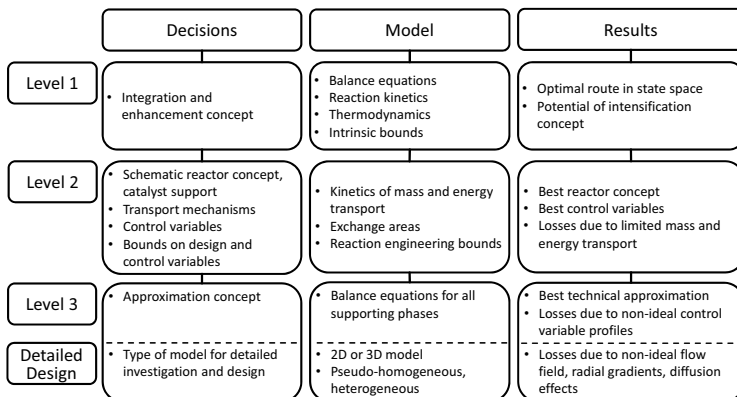 Decisions
Model
Results
Level 1
• Integration and
enhancement concept
• Balance equations
• Reaction kinetics
• Thermodynamics
• Intrinsic bounds
• Optimal route in state space
• Potential of intensification
concept
Level 2
• Schematic reactor concept,
catalyst support
• Transport mechanisms
• Control variables
• Bounds on design and
control variables
• Kinetics of mass and energy
transport
• Exchange areas
• Reaction engineering bounds
• Best reactor concept
• Best control variables
• Losses due to limited mass and
energy transport
Level 3
• Approximation concept
• Balance equations for all
supporting phases
• Best technical approximation
• Losses due to non-ideal control
variable profiles
Detailed
Design
• Type of model for detailed
investigation and design
• 2D or 3D model
• Pseudo-homogeneous,
heterogeneous
• Losses due to non-ideal flow
field, radial gradients, diffusion
effects